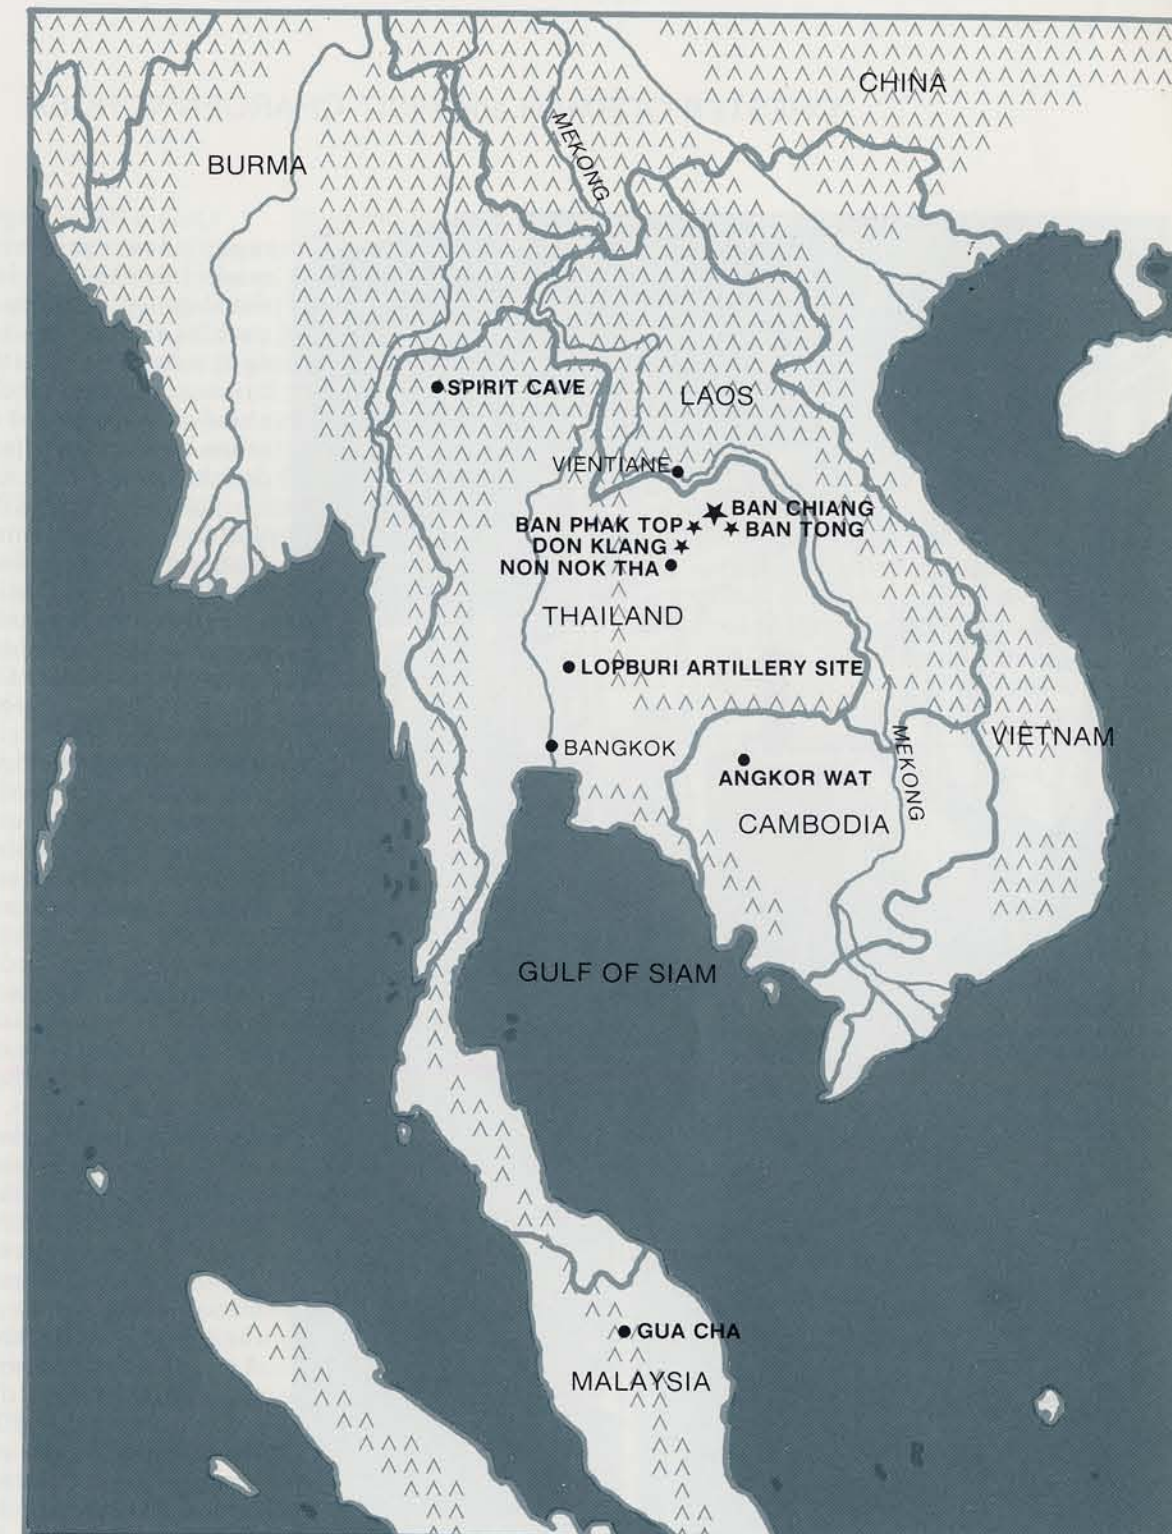 CHINA
MEKONG
BURMA
SPIRIT CAVE
LAOS
VIENTIANE
BAN CHIANG
BAN PHAK TOP
BAN TONG
DON KLANG
NON NOK THA
THAILAND
LOPBURI ARTILLERY SITE
MEKONG
VIETNAM
BANGKOK
ANGKOR WAT
CAMBODIA
GULF OF SIAM
GUA CHA
MALAYSIA